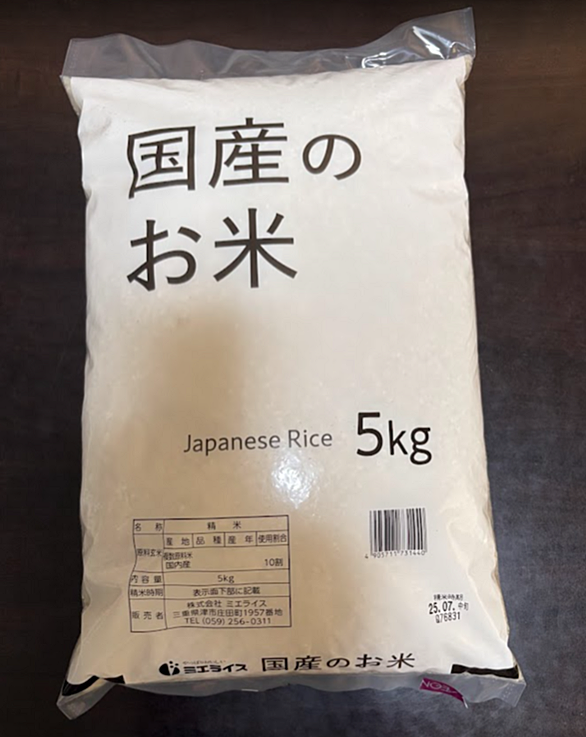 国産の
お米
Japanese Rice 5kg
名称 精米
原料玄米 産地 品種 産年 使用割合
複数原料米
国内産 10割
内容量 5kg
精米時期 表示面下部に記載
販売者 株式会社 ミエライス
三重県津市庄田町1957番地
TEL (059) 256-0311
4905711731440
25.07.中旬
076831
ミエライス 国産のお米